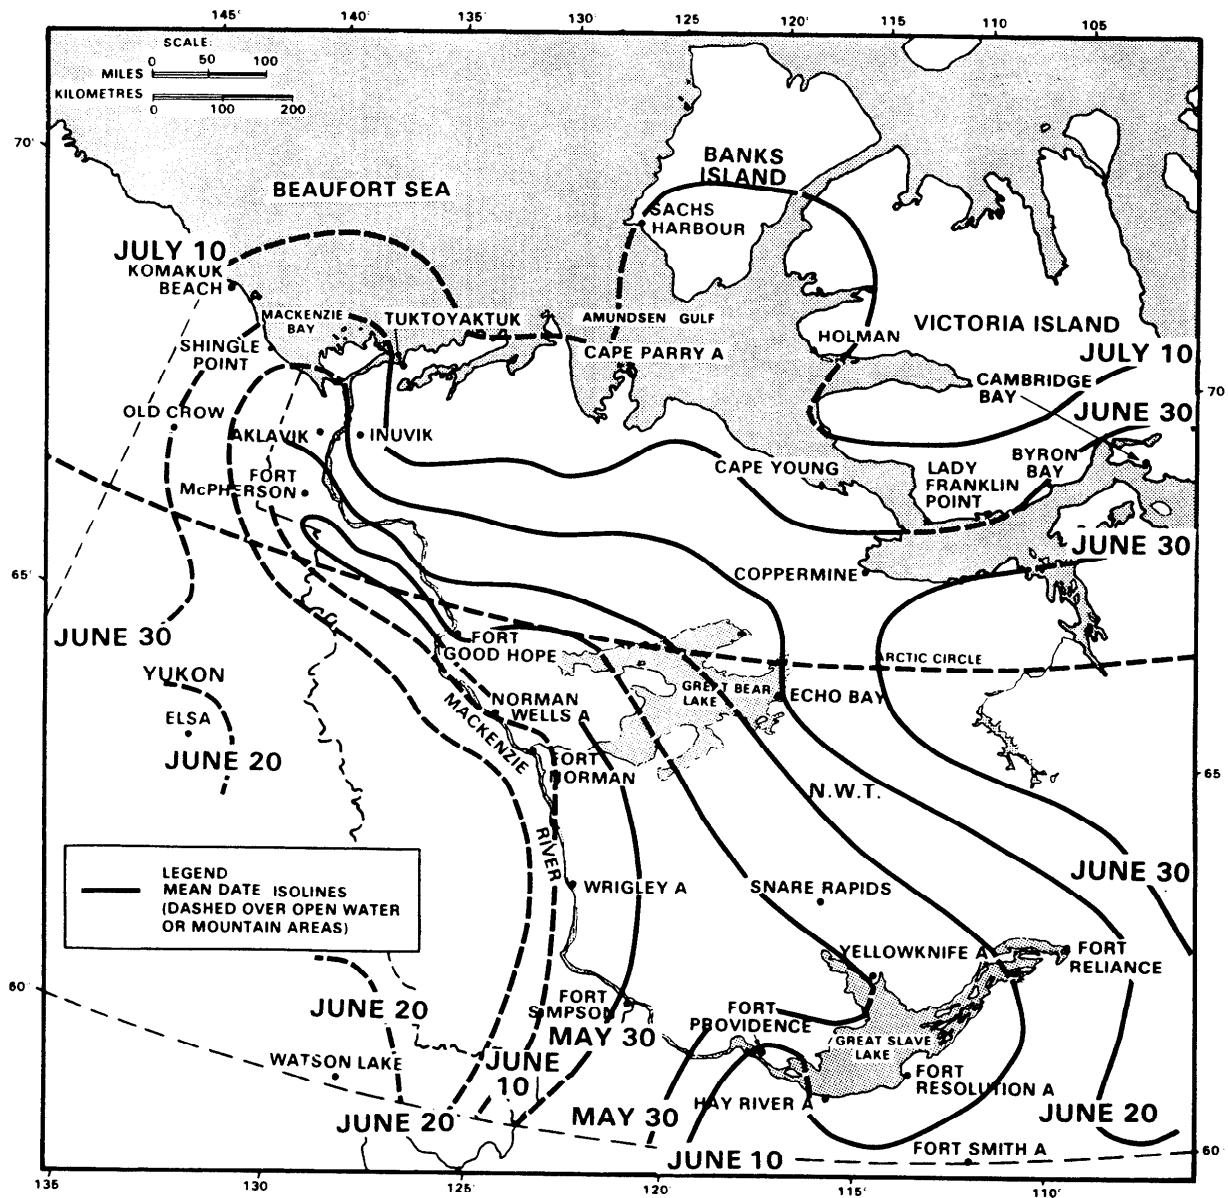 145' 140' 135' 130' 125 120' 115 110 105
SCALE:
0 50 100
MILES
KILOMETRES
0 100 200
70'
BANKS
ISLAND
BEAUFORT SEA
SACHS
HARBOUR
JULY 10
KOMAKUK
BEACH
MACKENZIE
BAY
TUKTOYAKTUK
AMUNDSEN GULF
VICTORIA ISLAND
HOLMAN
SHINGLE
POINT
CAPE PARRY A
JULY 10
CAMBRIDGE
BAY
70
OLD CROW
JUNE 30
AKLAVIK
INUVIK
BYRON
BAY
CAPE YOUNG
LADY
FRANKLIN
POINT
FORT
McPHERSON
JUNE 30
65'
COPPERMINE
JUNE 30
FORT
GOOD HOPE
ARCTIC CIRCLE
YUKON
GREAT BEAR
LAKE
ECHO BAY
NORMAN
WELLS A
ELSA
MACKENZIE
JUNE 20
FORT
NORMAN
65
N.W.T.
RIVER
LEGEND
MEAN DATE ISOLINES
(DASHED OVER OPEN WATER
OR MOUNTAIN AREAS)
JUNE 30
WRIGLEY A
SNARE RAPIDS
YELLOWKNIFE A
FORT
RELIANCE
60'
JUNE 20
FORT
SIMPSON
FORT
PROVIDENCE
MAY 30
GREAT SLAVE
LAKE
WATSON LAKE
JUNE
10
FORT
RESOLUTION A
HAY RIVER A
JUNE 20
MAY 30
JUNE 20
FORT SMITH A
JUNE 10
60'
135 130' 125' 120' 115' 110'